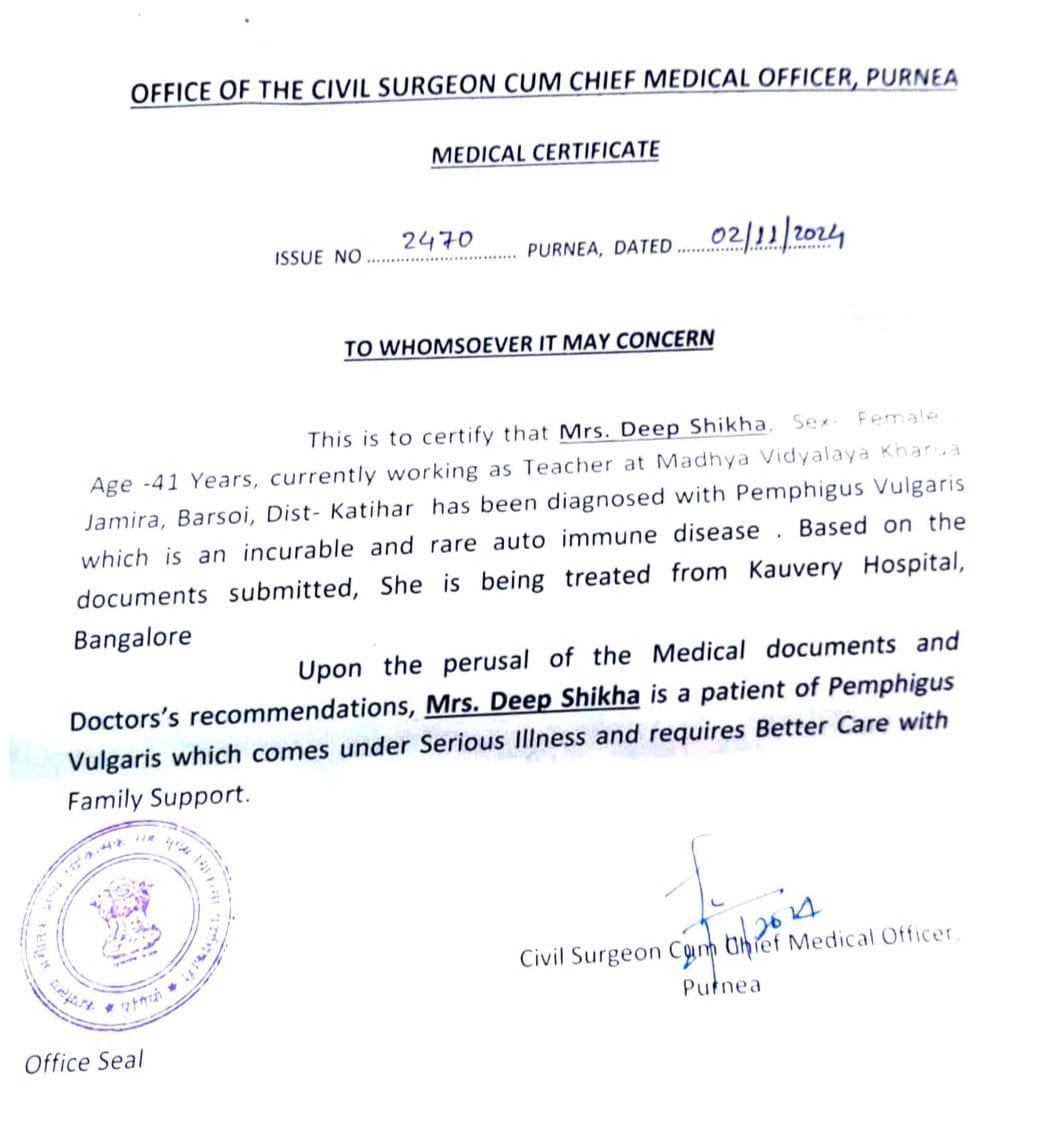 OFFICE OF THE CIVIL SURGEON CUM CHIEF MEDICAL OFFICER, PURNEA
MEDICAL CERTIFICATE
ISSUE NO 2470 PURNEA, DATED 02/11/2024
TO WHOMSOEVER IT MAY CONCERN
This is to certify that Mrs. Deep Shikha, Sex- Female
Age -41 Years, currently working as Teacher at Madhya Vidyalaya Kharua
Jamira, Barsoi, Dist- Katihar has been diagnosed with Pemphigus Vulgaris
which is an incurable and rare auto immune disease . Based on the
documents submitted, She is being treated from Kauvery Hospital,
Bangalore
Upon the perusal of the Medical documents and
Doctors's recommendations, Mrs. Deep Shikha is a patient of Pemphigus
Vulgaris which comes under Serious Illness and requires Better Care with
Family Support.
Civil Surgeon Cum Chief Medical Officer,
Purnea
Office Seal